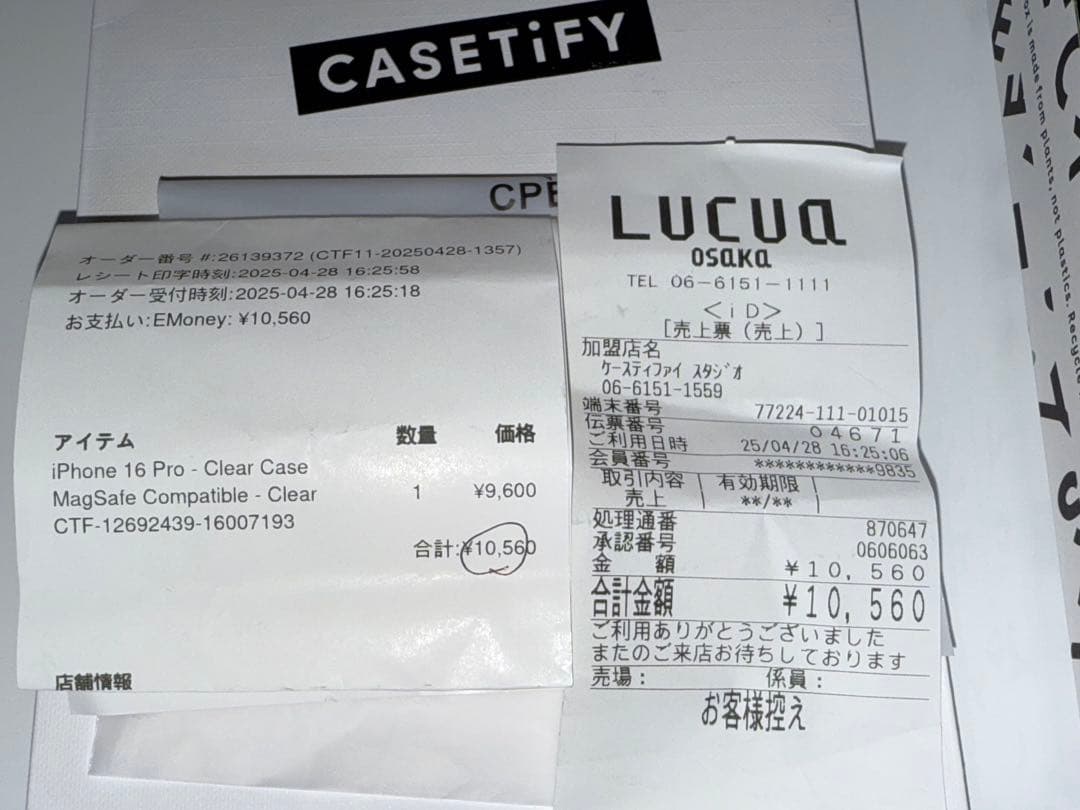 CASETiFY
CPE
オーダー番号 #:26139372 (CTF11-20250428-1357)
レシート印字時刻:2025-04-28 16:25:58
オーダー受付時刻:2025-04-28 16:25:18
お支払い:EMoney: ¥10,560
アイテム 数量 価格
iPhone 16 Pro - Clear Case
MagSafe Compatible - Clear 1 ¥9,600
CTF-12692439-16007193
合計:¥10,560
店舗情報
LUCUa
osaka
TEL 06-6151-1111
<iD>
[売上票(売上)]
加盟店名
ケースティファイ スタジオ
06-6151-1559
端末番号 77224-111-01015
伝票番号 04671
ご利用日時 25/04/28 16:25:06
会員番号 ************9835
取引内容 | 有効期限 |
売上 | **/** |
処理通番 870647
承認番号 0606063
金 額 ¥10,560
合計金額 ¥10,560
ご利用ありがとうございました
またのご来店お待ちしております
売場: 係員:
お客様控え
ox is made from plants, not plastics. Recycle